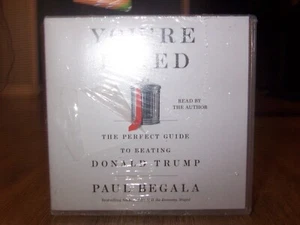 YOU'RE
READ BY
THE AUTHOR
THE PERFECT GUIDE
TO BEATING
DONALD TRUMP
PAUL BEGALA